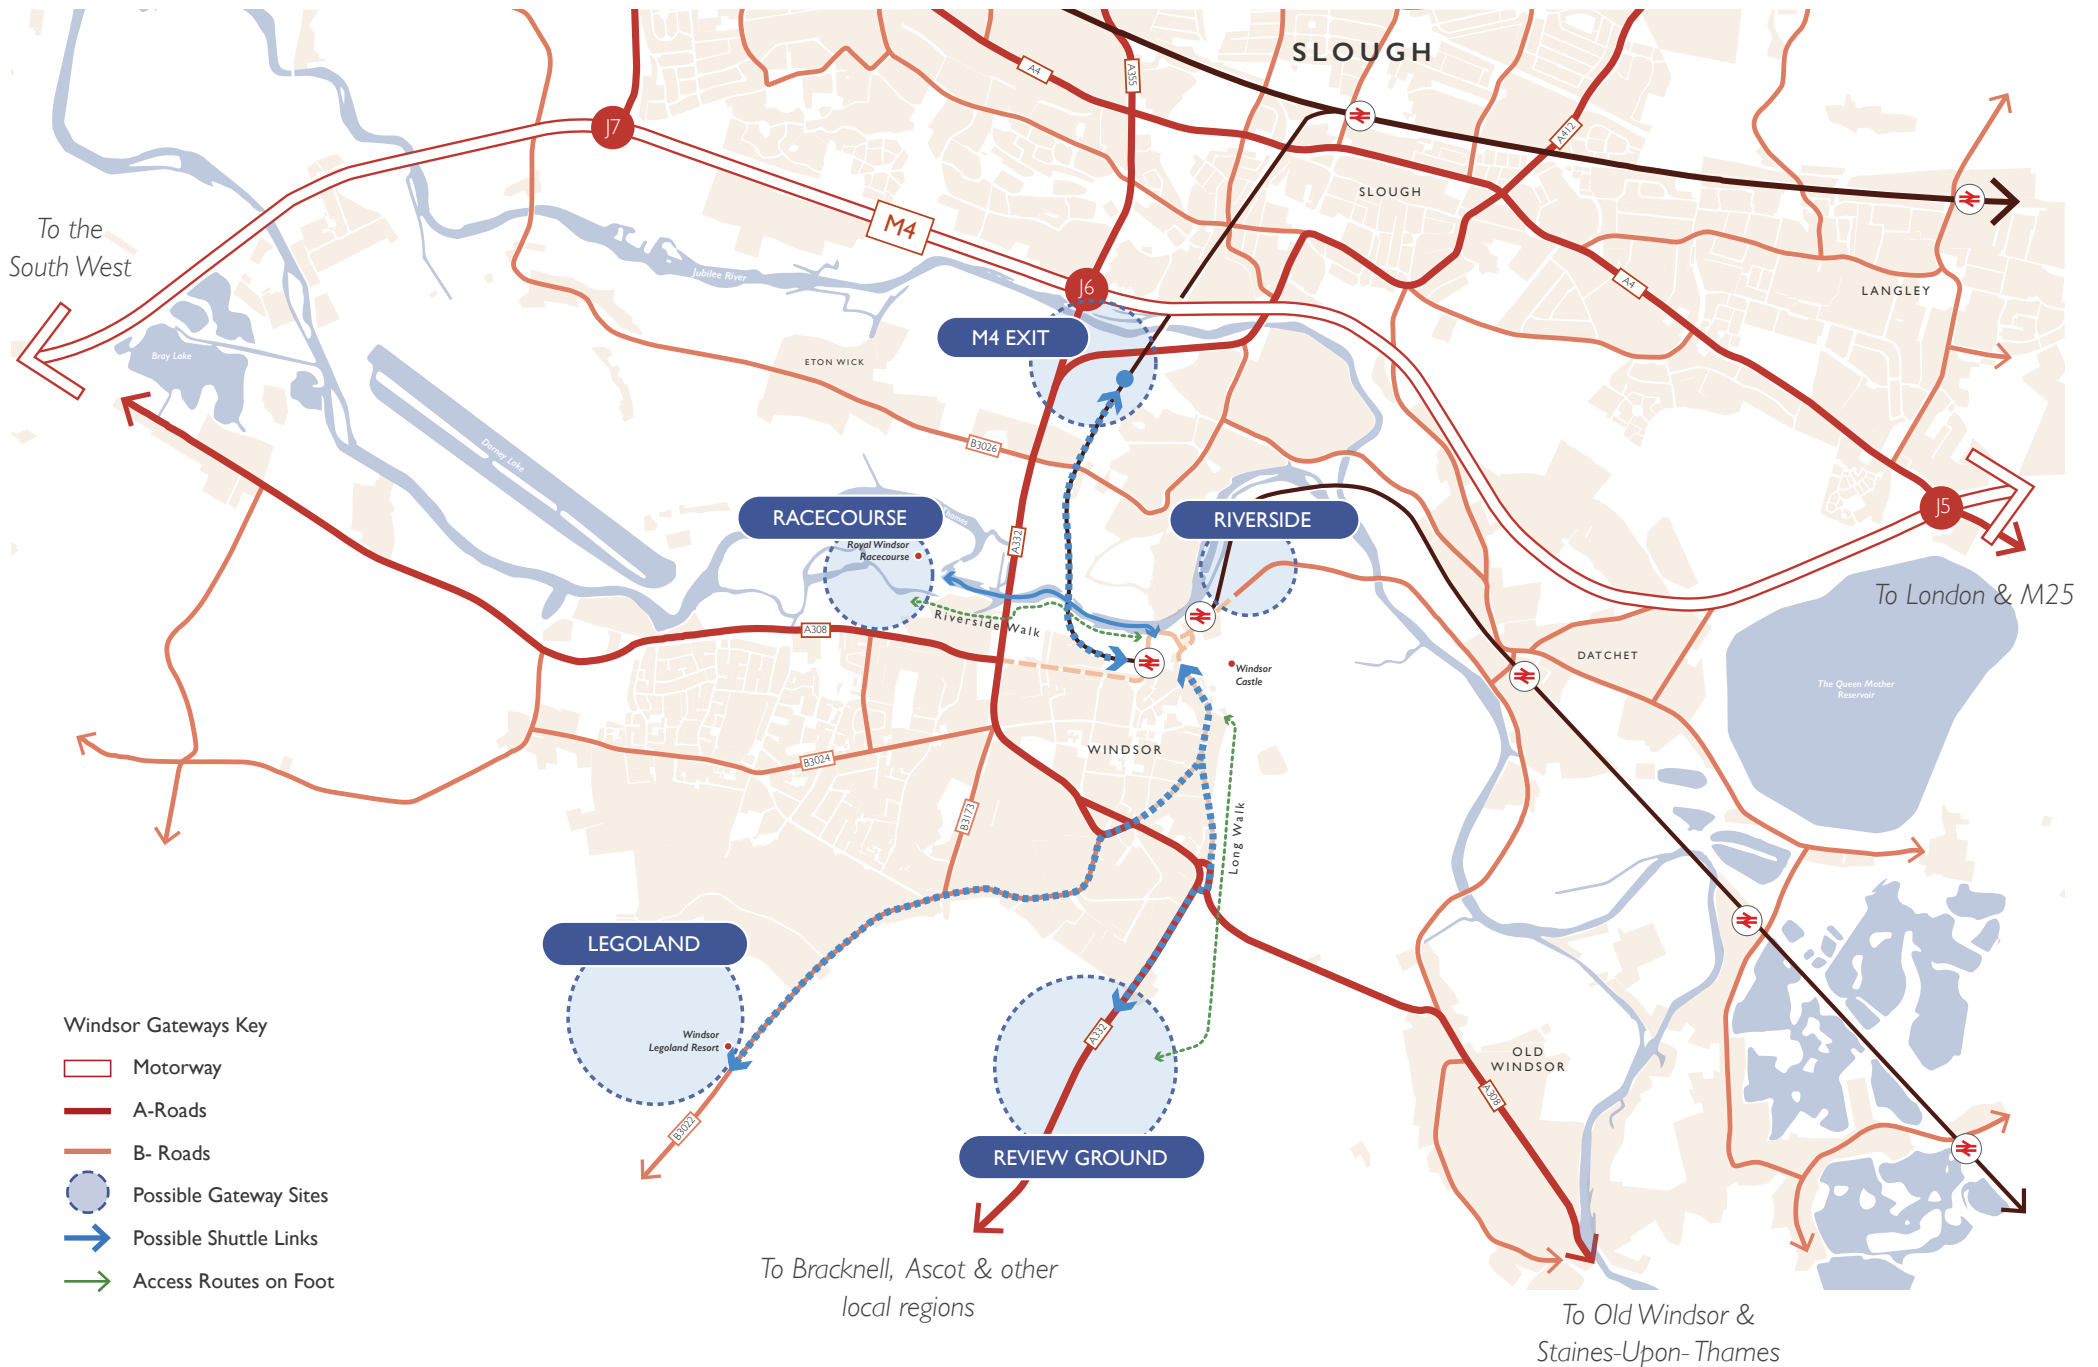 SLOUGH
A4
A355
J7
A412
SLOUGH
M4
To the
South West
Jubilee River
J6
A4
LANGLEY
M4 EXIT
Bray Lake
ETON WICK
Dorney Lake
B3026
J5
RACECOURSE
RIVERSIDE
Royal Windsor
Racecourse
A332
To London & M25
Riverside Walk
A308
DATCHET
Windsor
Castle
The Queen Mother
Reservoir
WINDSOR
B3024
B3173
Long Walk
LEGOLAND
Windsor
Legoland Resort
A332
OLD
WINDSOR
A308
B3022
REVIEW GROUND
Windsor Gateways Key
Motorway
A-Roads
B- Roads
Possible Gateway Sites
Possible Shuttle Links
Access Routes on Foot
To Bracknell, Ascot & other
local regions
To Old Windsor &
Staines-Upon-Thames